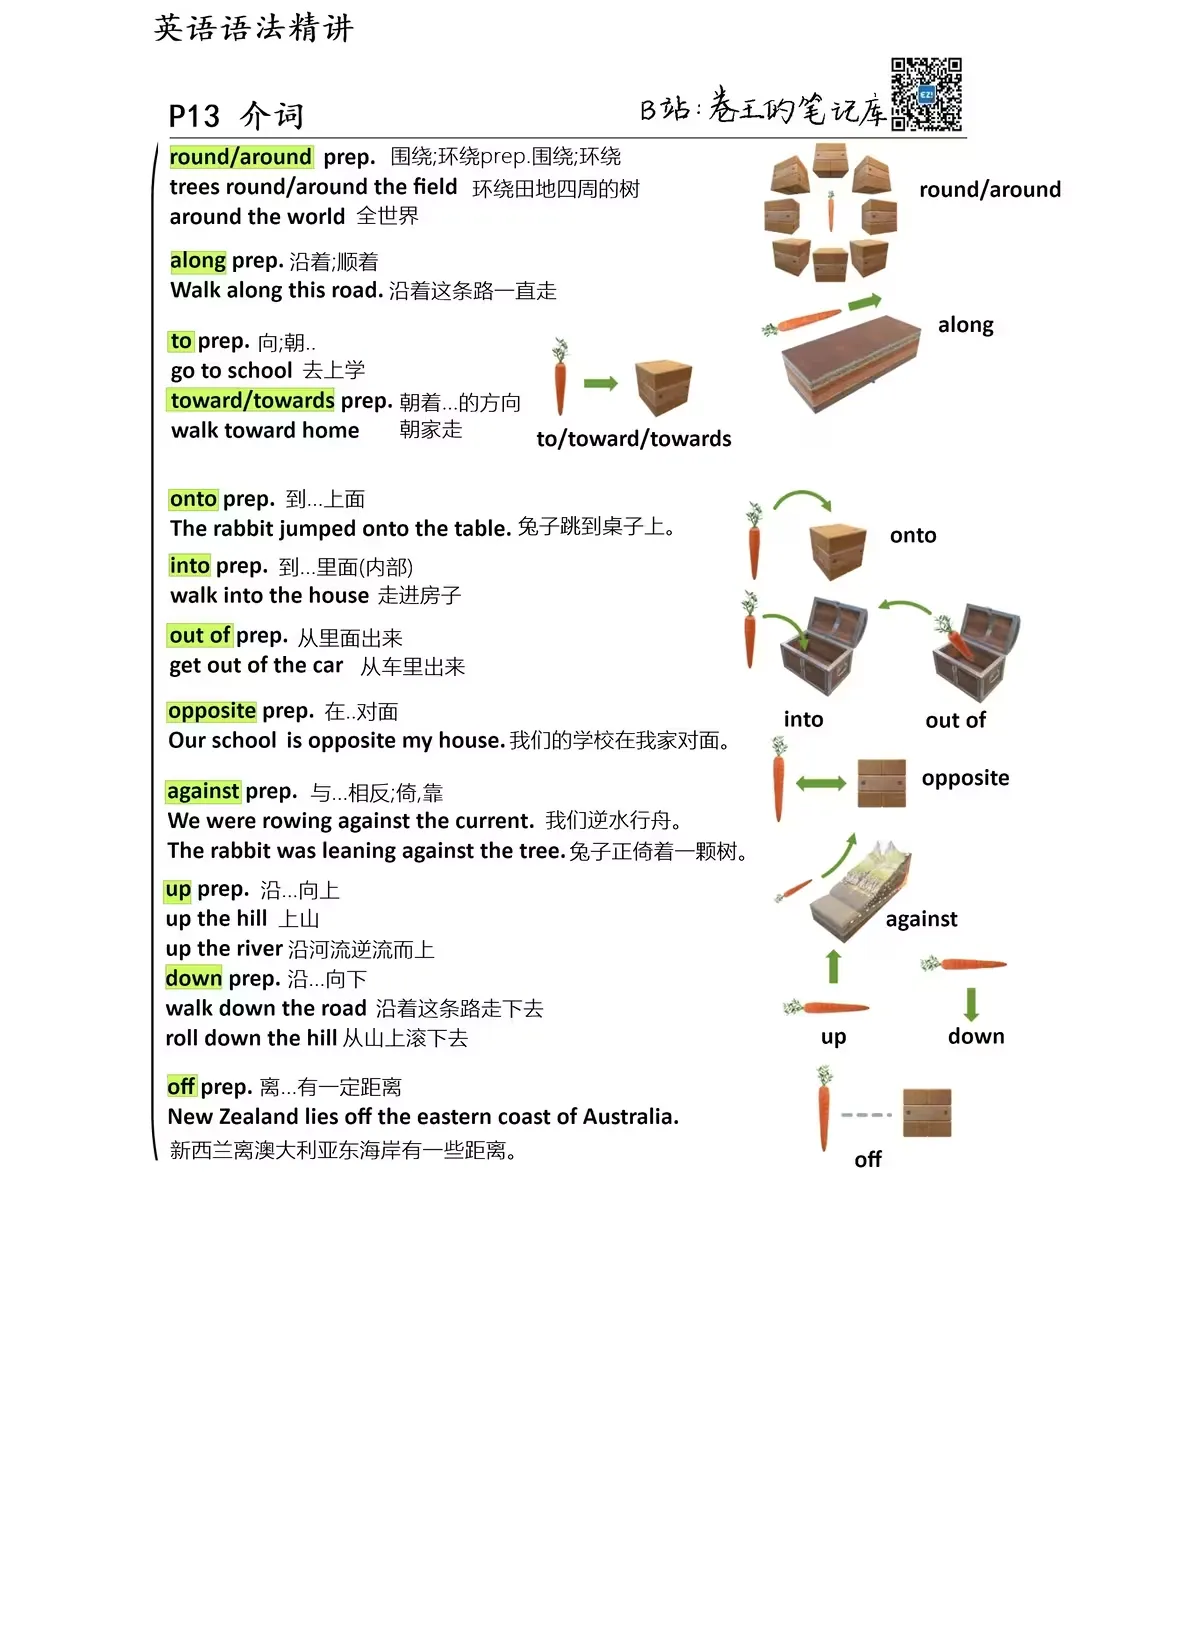 英语语法精讲
P13 介词
B站:卷王的笔记库
EZ!
round/around prep. 围绕;环绕prep.围绕;环绕
trees round/around the field 环绕田地四周的树
around the world 全世界
round/around
along prep. 沿着;顺着
Walk along this road. 沿着这条路一直走
along
to prep. 向;朝..
go to school 去上学
toward/towards prep. 朝着...的方向
walk toward home 朝家走
to/toward/towards
onto prep. 到...上面
The rabbit jumped onto the table. 兔子跳到桌子上。
onto
into prep. 到...里面(内部)
walk into the house 走进房子
out of prep. 从里面出来
get out of the car 从车里出来
into
out of
opposite prep. 在..对面
Our school is opposite my house. 我们的学校在我家对面。
opposite
against prep. 与...相反;倚,靠
We were rowing against the current. 我们逆水行舟。
The rabbit was leaning against the tree. 兔子正倚着一颗树。
against
up prep. 沿...向上
up the hill 上山
up the river 沿河流逆流而上
down prep. 沿...向下
walk down the road 沿着这条路走下去
roll down the hill 从山上滚下去
up
down
off prep. 离...有一定距离
New Zealand lies off the eastern coast of Australia.
新西兰离澳大利亚东海岸有一些距离。
off